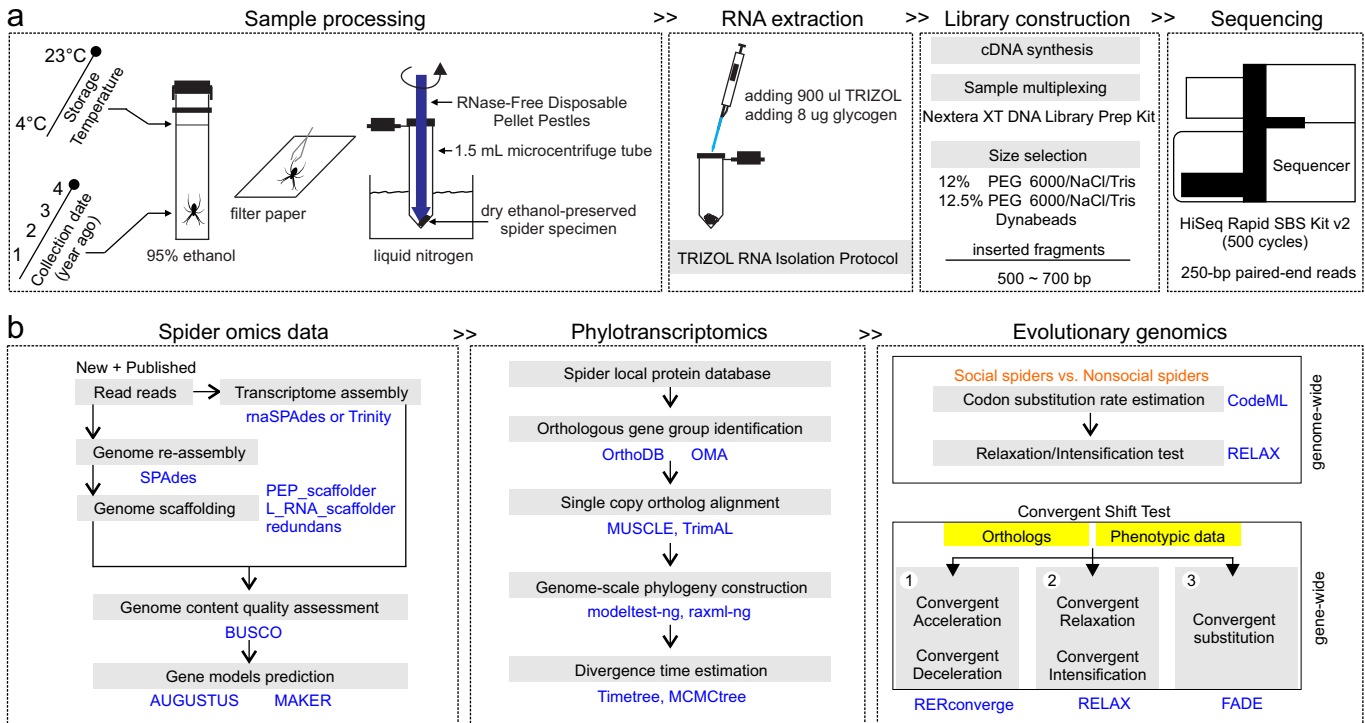 a
Sample processing
>>
RNA extraction
>>
Library construction
>>
Sequencing
23°C
4°C
Storage
Temperature
4
3
2
1
Collection date
(year ago)
95% ethanol
filter paper
RNase-Free Disposable
Pellet Pestles
1.5 mL microcentrifuge tube
dry ethanol-preserved
spider specimen
liquid nitrogen
adding 900 ul TRIZOL
adding 8 ug glycogen
TRIZOL RNA Isolation Protocol
cDNA synthesis
Sample multiplexing
Nextera XT DNA Library Prep Kit
Size selection
12% PEG 6000/NaCl/Tris
12.5% PEG 6000/NaCl/Tris
Dynabeads
inserted fragments
500 ~ 700 bp
Sequencer
HiSeq Rapid SBS Kit v2
(500 cycles)
250-bp paired-end reads
b
Spider omics data
>>
Phylotranscriptomics
>>
Evolutionary genomics
New + Published
Read reads
Transcriptome assembly
rnaSPAdes or Trinity
Genome re-assembly
SPAdes
Genome scaffolding
PEP_scaffolder
L_RNA_scaffolder
redundans
Genome content quality assessment
BUSCO
Gene models prediction
AUGUSTUS MAKER
Spider local protein database
Orthologous gene group identification
OrthoDB OMA
Single copy ortholog alignment
MUSCLE, TrimAL
Genome-scale phylogeny construction
modeltest-ng, raxml-ng
Divergence time estimation
Timetree, MCMCtree
Social spiders vs. Nonsocial spiders
Codon substitution rate estimation
CodeML
Relaxation/Intensification test
RELAX
genome-wide
Convergent Shift Test
Orthologs
Phenotypic data
1
Convergent
Acceleration
Convergent
Deceleration
RERconverge
2
Convergent
Relaxation
Convergent
Intensification
RELAX
3
Convergent
substitution
FADE
gene-wide